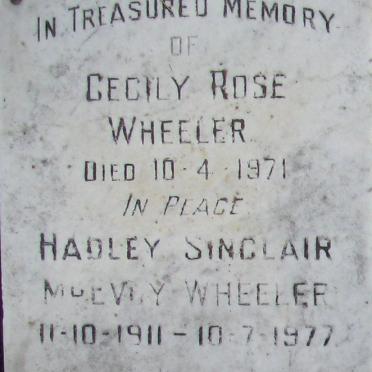 IN TREASURED MEMORY
OF
CECILY ROSE
WHEELER
DIED 10-4-1971
IN PEACE
HADLEY SINCLAIR
McEVOY WHEELER
11-10-1911 - 10-7-1977